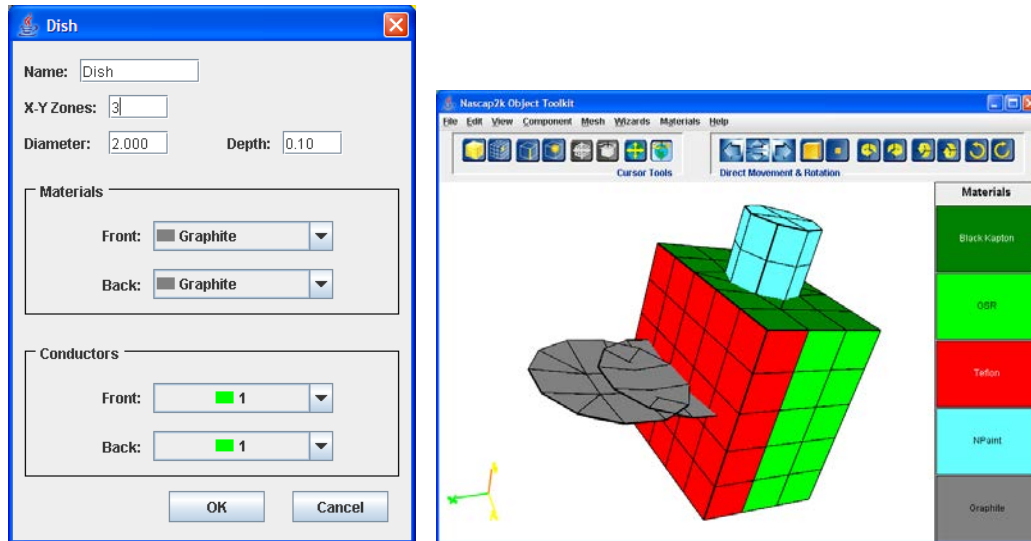 Dish
Name: Dish
X-Y Zones: 3
Diameter: 2.000 Depth: 0.10
Materials
Front: Graphite
Back: Graphite
Conductors
Front: 1
Back: 1
OK Cancel
Nascap2k Object Toolkit
File Edit View Component Mesh Wizards Materials Help
Cursor Tools Direct Movement & Rotation
Materials
Black Kapton
OSR
Teflon
NPaint
Graphite